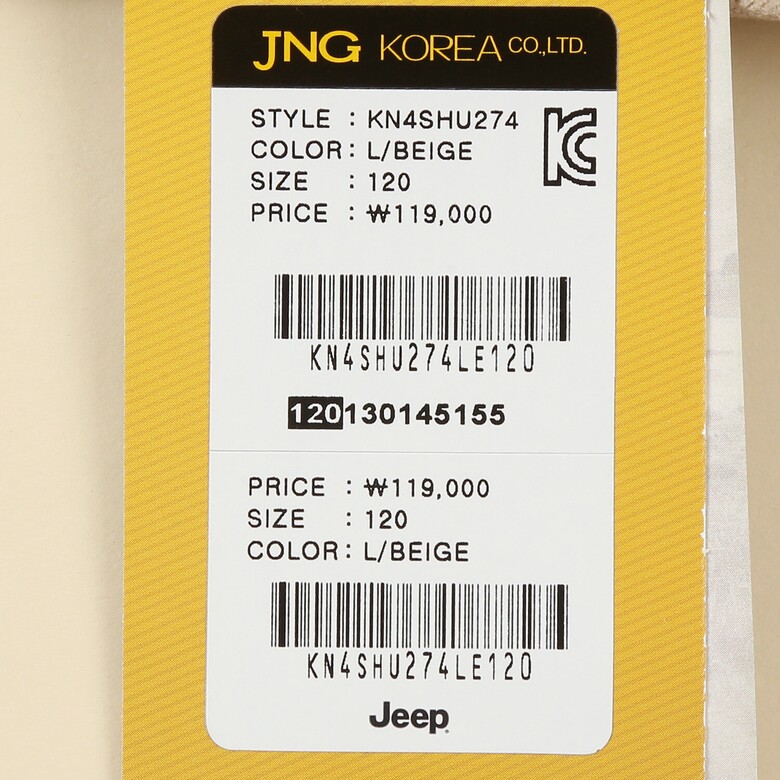 JNG KOREA CO.,LTD.
STYLE : KN4SHU274
COLOR : L/BEIGE
SIZE : 120
PRICE : ₩119,000
KC
KN4SHU274LE120
120130145155
PRICE : ₩119,000
SIZE : 120
COLOR : L/BEIGE
KN4SHU274LE120
Jeep